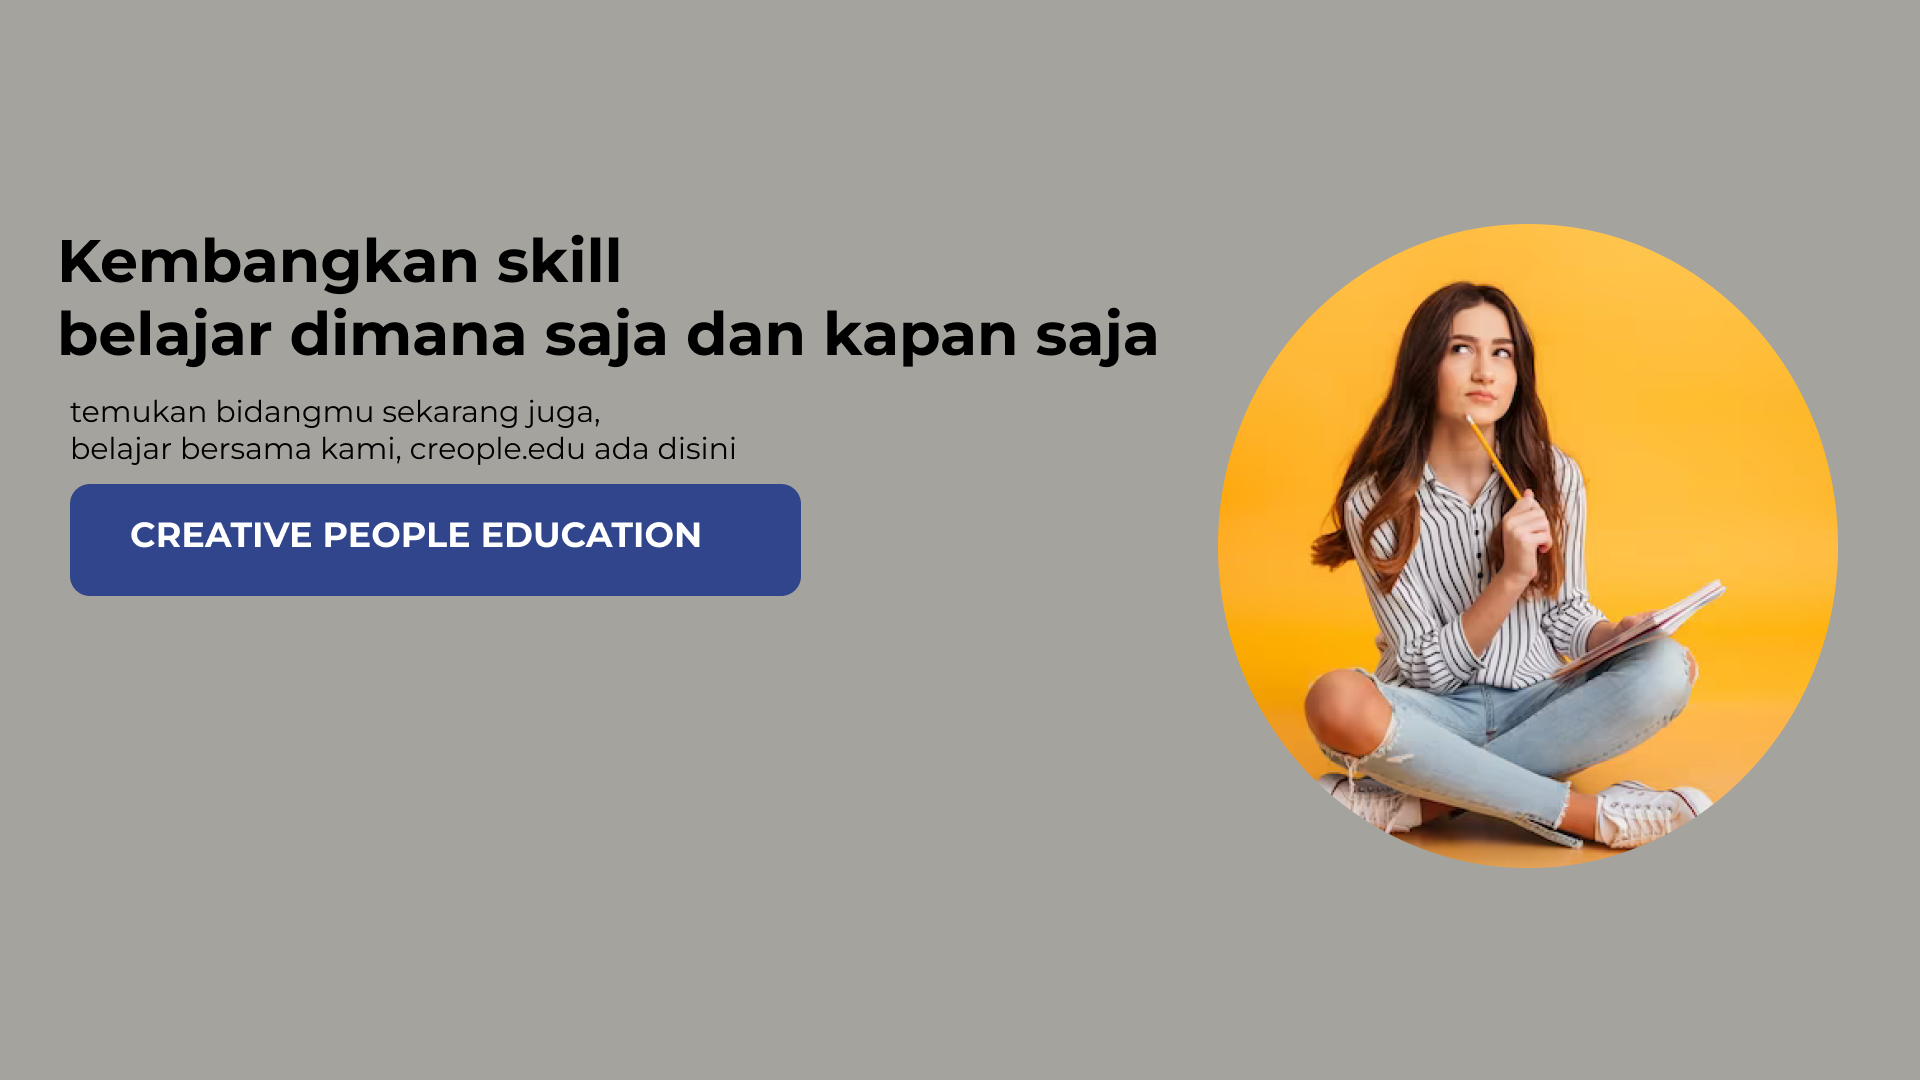 Kembangkan skill
belajar dimana saja dan kapan saja
temukan bidangmu sekarang juga,
belajar bersama kami, creople.edu ada disini
CREATIVE PEOPLE EDUCATION